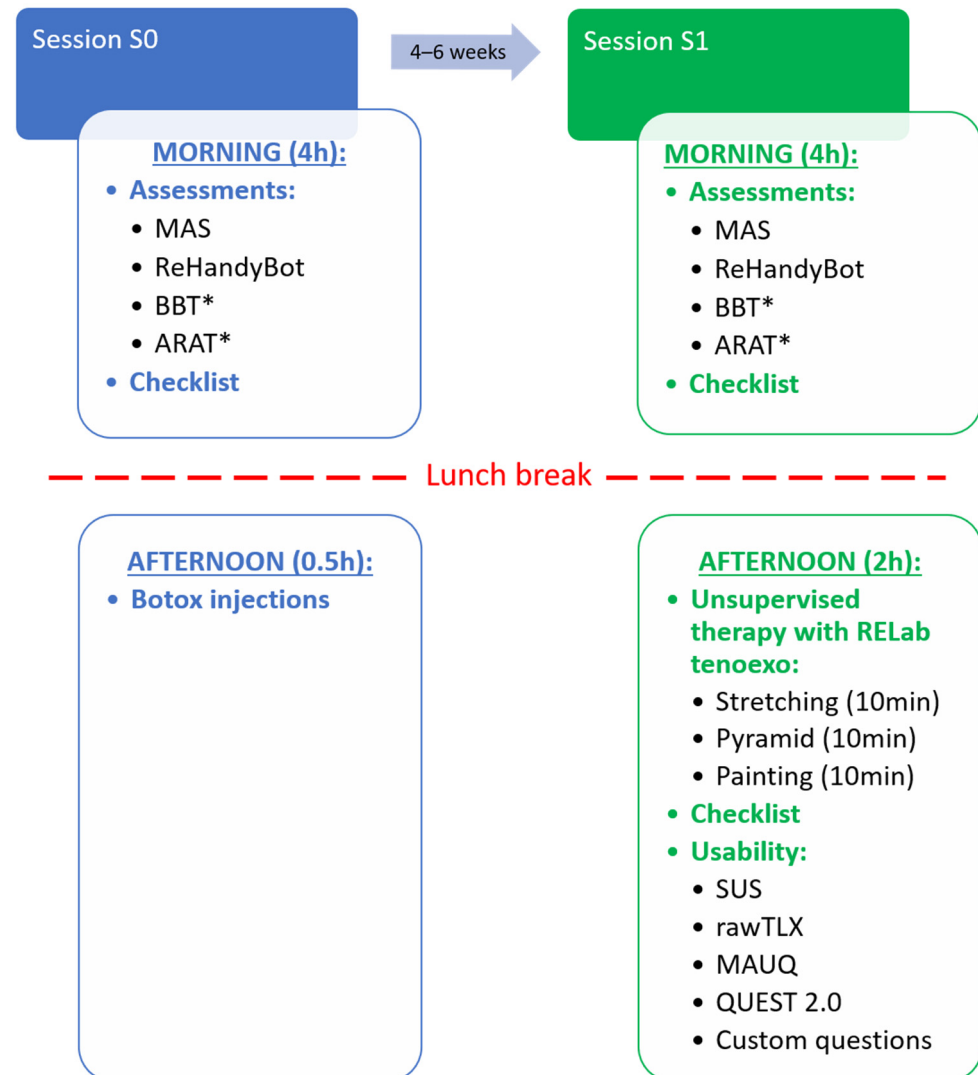 Session S0
4–6 weeks
Session S1
MORNING (4h):
• Assessments:
• MAS
• ReHandyBot
• BBT*
• ARAT*
• Checklist
MORNING (4h):
• Assessments:
• MAS
• ReHandyBot
• BBT*
• ARAT*
• Checklist
Lunch break
AFTERNOON (0.5h):
• Botox injections
AFTERNOON (2h):
• Unsupervised
therapy with RELab
tenoexo:
• Stretching (10min)
• Pyramid (10min)
• Painting (10min)
• Checklist
• Usability:
• SUS
• rawTLX
• MAUQ
• QUEST 2.0
• Custom questions